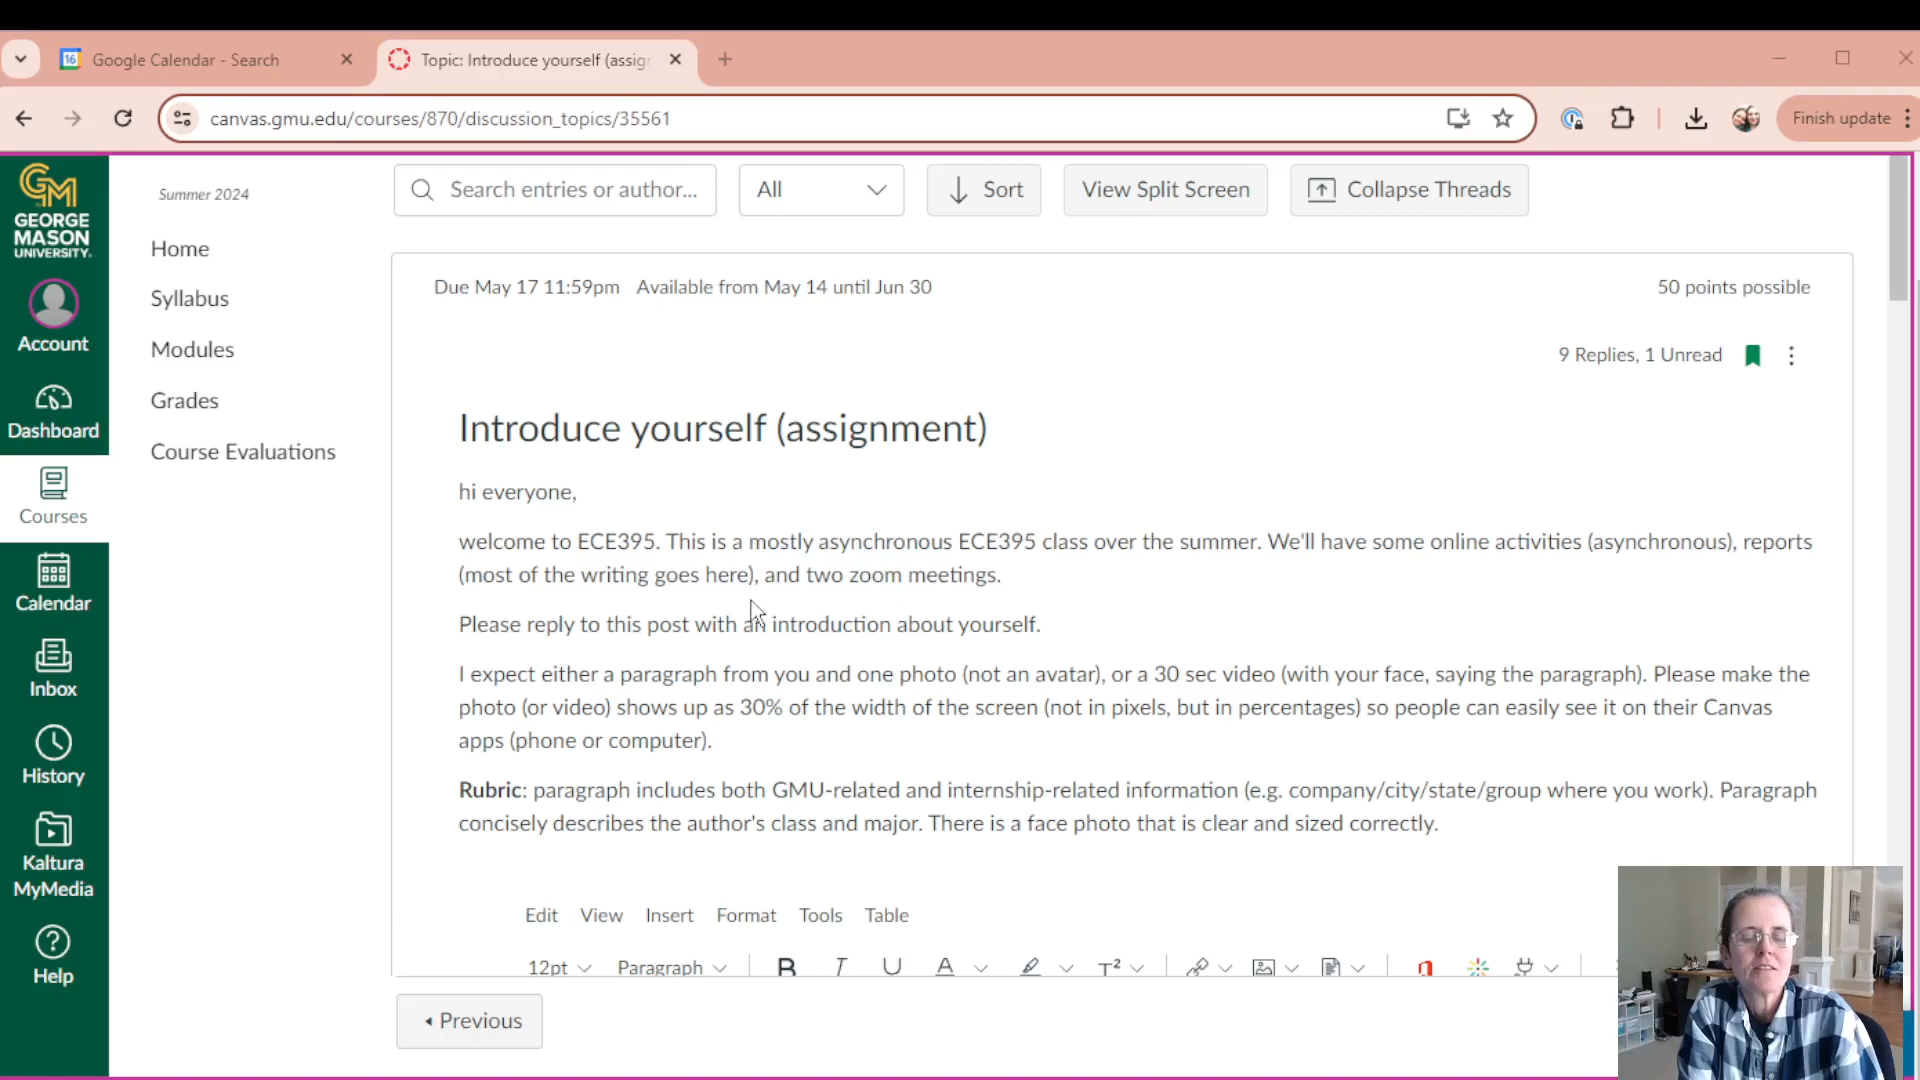 16
Google Calendar - Search
Topic: Introduce yourself (assig
canvas.gmu.edu/courses/870/discussion_topics/35561
Finish update
GM
GEORGE
MASON
UNIVERSITY
Account
Dashboard
Courses
Calendar
Inbox
History
Kaltura
MyMedia
Help
Summer 2024
Home
Syllabus
Modules
Grades
Course Evaluations
Search entries or author...
All
Sort
View Split Screen
Collapse Threads
Due May 17 11:59pm Available from May 14 until Jun 30
50 points possible
9 Replies, 1 Unread
Introduce yourself (assignment)
hi everyone,
welcome to ECE395. This is a mostly asynchronous ECE395 class over the summer. We'll have some online activities (asynchronous), reports
(most of the writing goes here), and two zoom meetings.
Please reply to this post with an introduction about yourself.
I expect either a paragraph from you and one photo (not an avatar), or a 30 sec video (with your face, saying the paragraph). Please make the
photo (or video) shows up as 30% of the width of the screen (not in pixels, but in percentages) so people can easily see it on their Canvas
apps (phone or computer).
Rubric: paragraph includes both GMU-related and internship-related information (e.g. company/city/state/group where you work). Paragraph
concisely describes the author's class and major. There is a face photo that is clear and sized correctly.
Edit View Insert Format Tools Table
12pt Paragraph B I U A T²
Previous